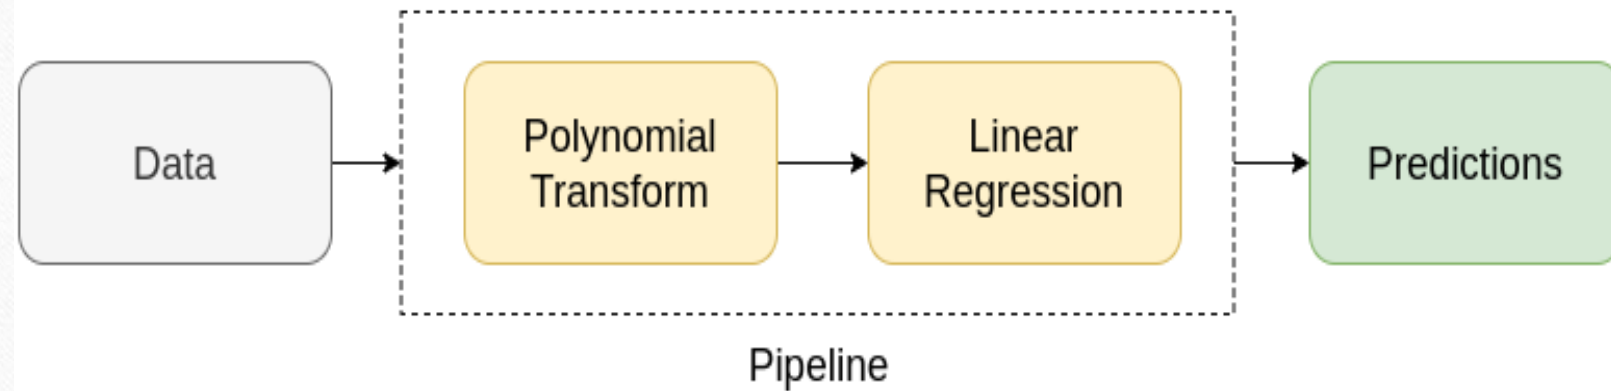 Data
Polynomial
Transform
Linear
Regression
Predictions
Pipeline